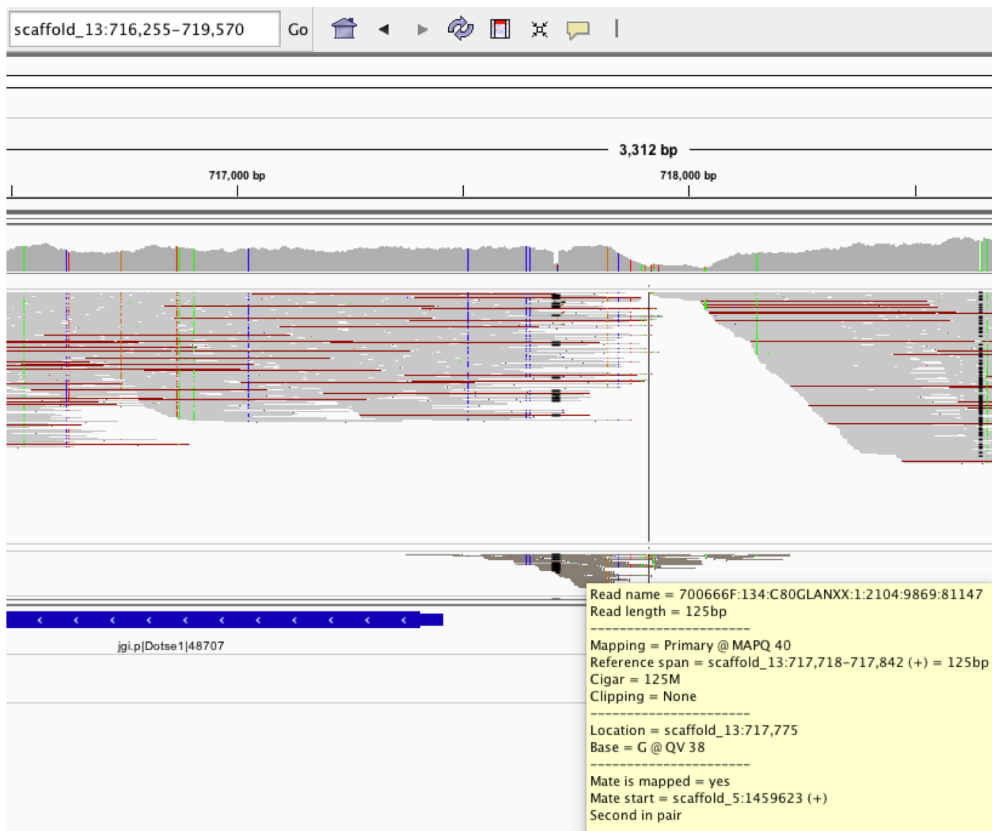 scaffold_13:716,255-719,570 Go
3,312 bp
717,000 bp 718,000 bp
jgi.p|Dotse1|48707
Read name = 700666F:134:C80GLANXX:1:2104:9869:81147
Read length = 125bp
----------------------
Mapping = Primary @ MAPQ 40
Reference span = scaffold_13:717,718-717,842 (+) = 125bp
Cigar = 125M
Clipping = None
----------------------
Location = scaffold_13:717,775
Base = G @ QV 38
----------------------
Mate is mapped = yes
Mate start = scaffold_5:1459623 (+)
Second in pair